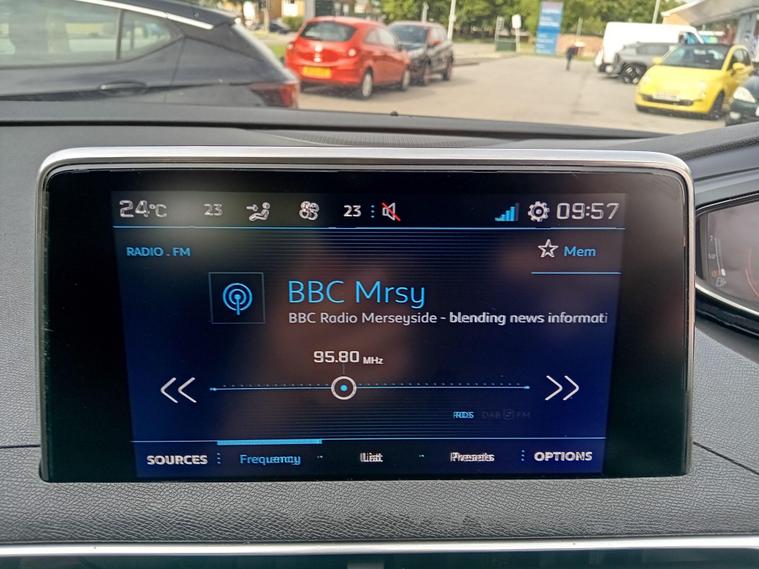 24°C 23 23 09:57
RADIO . FM
Mem
BBC Mrsy
BBC Radio Merseyside - blending news informati
95.80 MHz
RDS DAB S FM
SOURCES Frequency List Presets OPTIONS